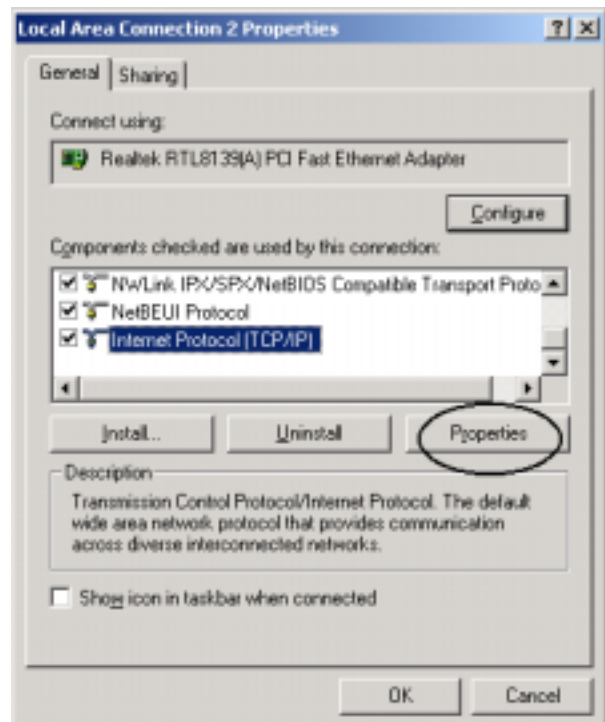 Local Area Connection 2 Properties
General Sharing
Connect using:
Realtek RTL8139(A) PCI Fast Ethernet Adapter
Configure
Components checked are used by this connection:
NWLink IPX/SPX/NetBIOS Compatible Transport Proto
NetBEUI Protocol
Internet Protocol (TCP/IP)
Install... Uninstall Properties
Description
Transmission Control Protocol/Internet Protocol. The default
wide area network protocol that provides communication
across diverse interconnected networks.
Show icon in taskbar when connected
OK Cancel